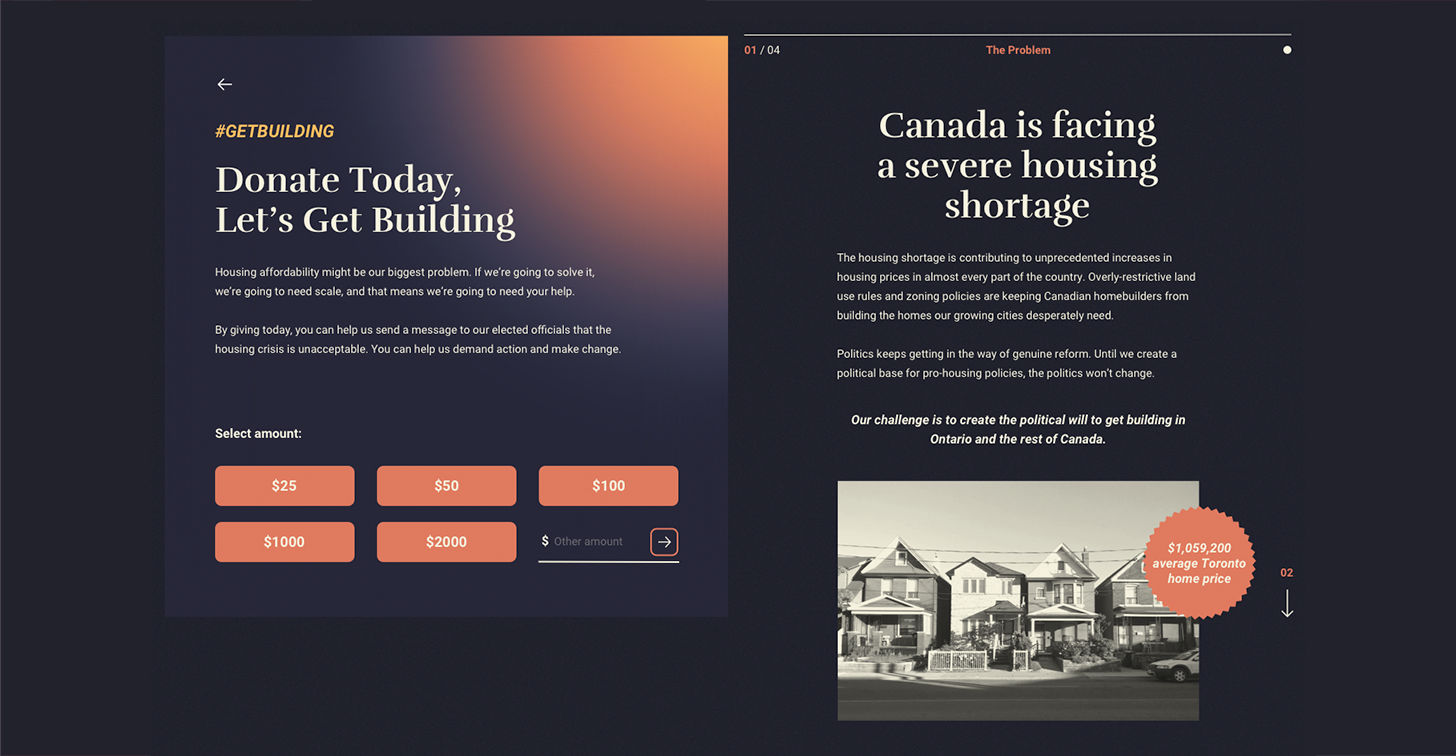 #GETBUILDING
Donate Today,
Let’s Get Building
Housing affordability might be our biggest problem. If we’re going to solve it,
we’re going to need scale, and that means we’re going to need your help.
By giving today, you can help us send a message to our elected officials that the
housing crisis is unacceptable. You can help us demand action and make change.
Select amount:
$25
$50
$100
$1000
$2000
$ Other amount
01 / 04
The Problem
Canada is facing
a severe housing
shortage
The housing shortage is contributing to unprecedented increases in
housing prices in almost every part of the country. Overly-restrictive land
use rules and zoning policies are keeping Canadian homebuilders from
building the homes our growing cities desperately need.
Politics keeps getting in the way of genuine reform. Until we create a
political base for pro-housing policies, the politics won’t change.
Our challenge is to create the political will to get building in
Ontario and the rest of Canada.
$1,059,200
average Toronto
home price
02